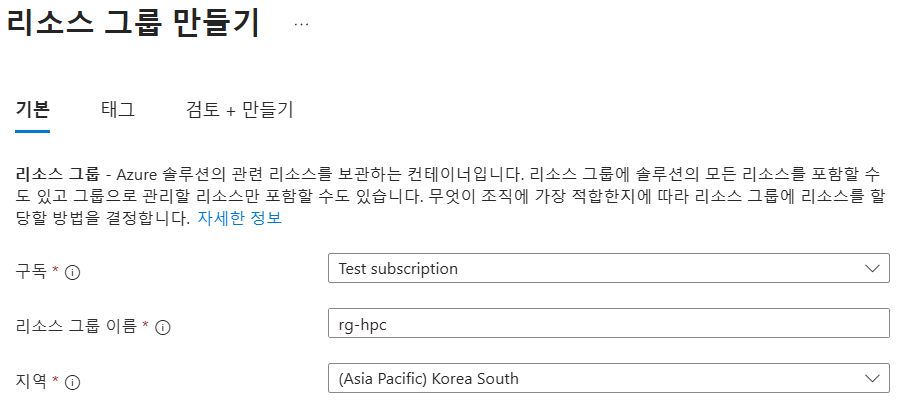 리소스 그룹 만들기 ...
기본 태그 검토 + 만들기
리소스 그룹 - Azure 솔루션의 관련 리소스를 보관하는 컨테이너입니다. 리소스 그룹에 솔루션의 모든 리소스를 포함할 수
도 있고 그룹으로 관리할 리소스만 포함할 수도 있습니다. 무엇이 조직에 가장 적합한지에 따라 리소스 그룹에 리소스를 할
당할 방법을 결정합니다. 자세한 정보
구독 * Test subscription
리소스 그룹 이름 * rg-hpc
지역 * (Asia Pacific) Korea South